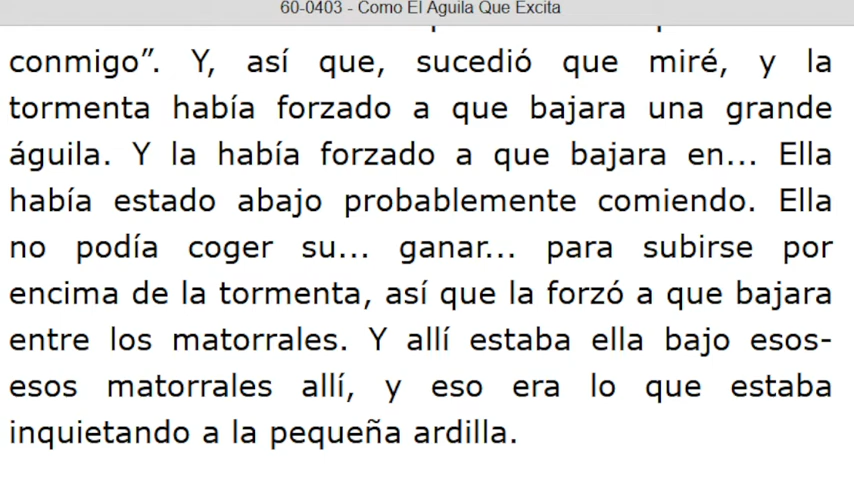 60-0403 - Como El Aguila Que Excita
conmigo”. Y, así que, sucedió que miré, y la
tormenta había forzado a que bajara una grande
águila. Y la había forzado a que bajara en... Ella
había estado abajo probablemente comiendo. Ella
no podía coger su... ganar... para subirse por
encima de la tormenta, así que la forzó a que bajara
entre los matorrales. Y allí estaba ella bajo esos-
esos matorrales allí, y eso era lo que estaba
inquietando a la pequeña ardilla.